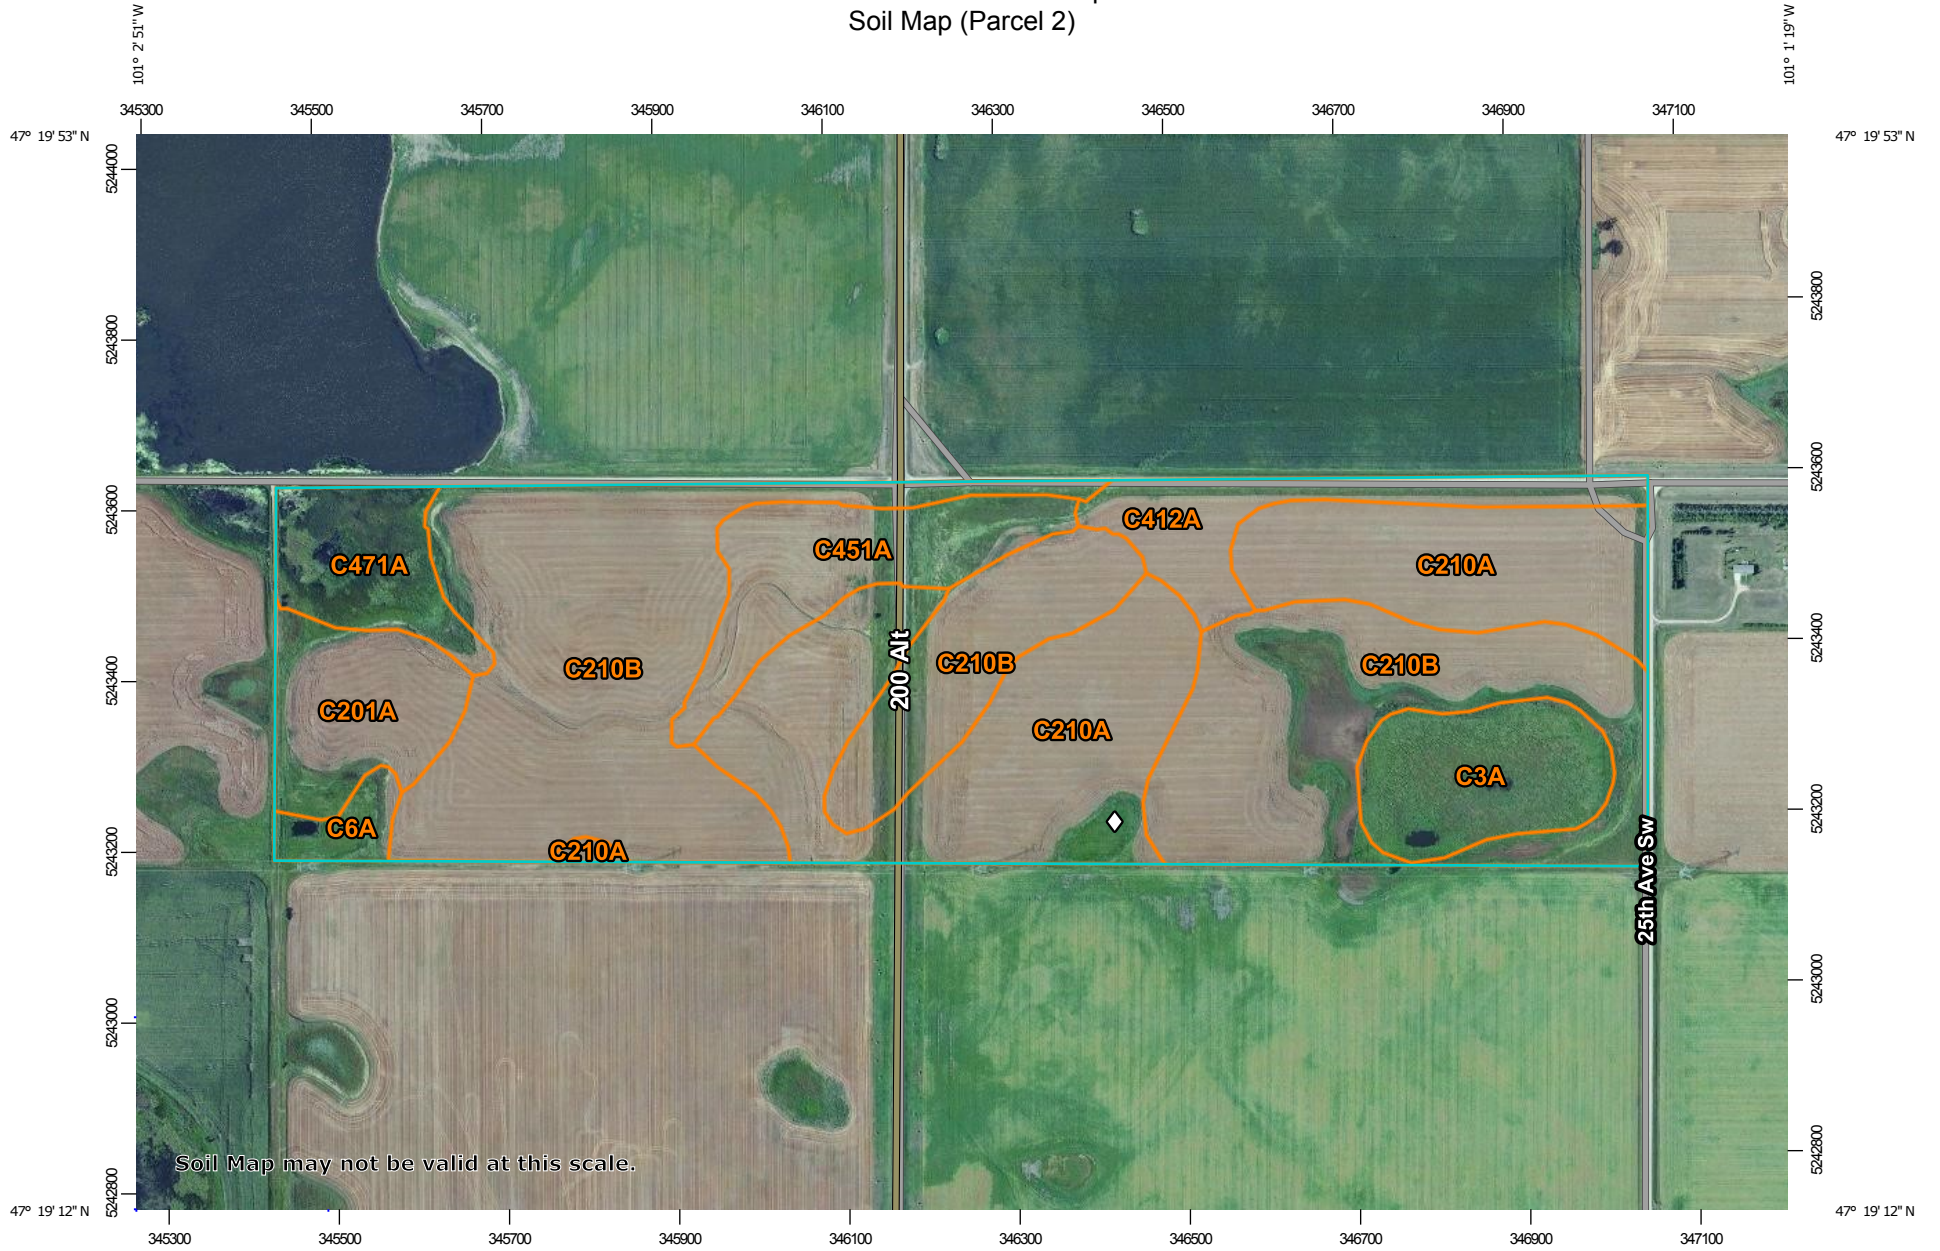 Soil Map (Parcel 2)
101° 2' 51'' W
101° 1' 19'' W
345300 345500 345700 345900 346100 346300 346500 346700 346900 347100
47° 19' 53'' N
47° 19' 53'' N
5244000
5243800
5243800
5243600
5243600
C412A
C451A
C471A
C210A
5243400
C210B
C210B
C210B
200 Alt
5243400
C201A
C210A
C3A
5243200
C6A
C210A
5243200
25th Ave Sw
5243000
5243000
5242800
Soil Map may not be valid at this scale.
5242800
47° 19' 12'' N
47° 19' 12'' N
345300 345500 345700 345900 346100 346300 346500 346700 346900 347100